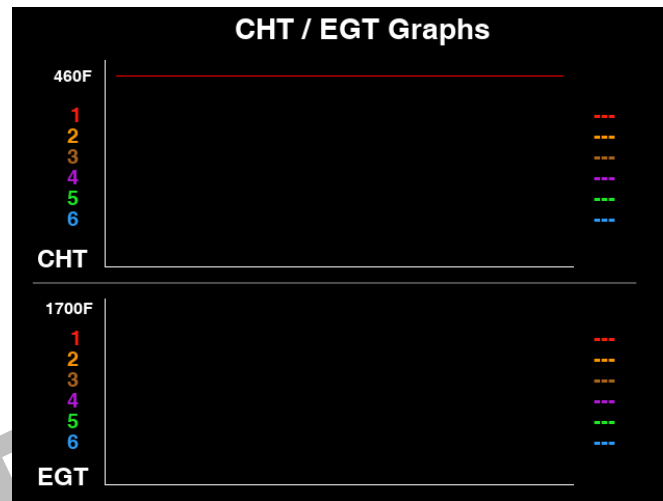 CHT / EGT Graphs
460F
1 ---
2 ---
3 ---
4 ---
5 ---
6 ---
CHT
1700F
1 ---
2 ---
3 ---
4 ---
5 ---
6 ---
EGT